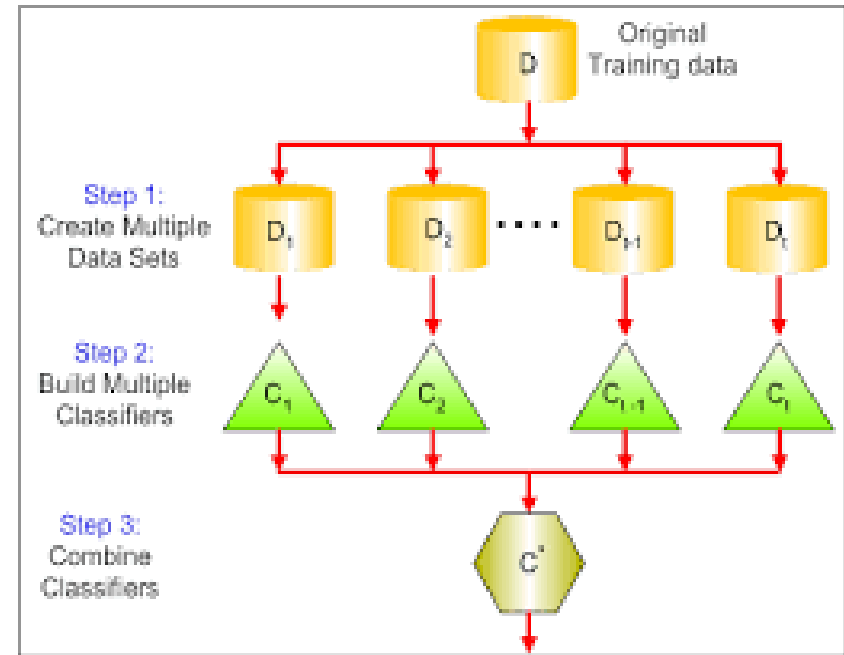 D
Original
Training data
Step 1:
Create Multiple
Data Sets
D1
D2
....
Dt-1
Dt
Step 2:
Build Multiple
Classifiers
C1
C2
Ct-1
Ct
Step 3:
Combine
Classifiers
C*